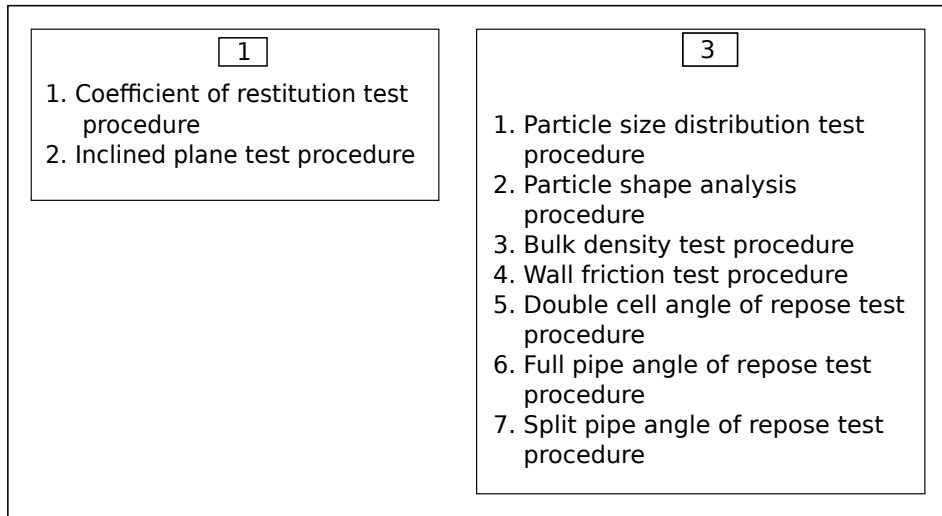 1
1. Coefficient of restitution test
procedure
2. Inclined plane test procedure
3
1. Particle size distribution test
procedure
2. Particle shape analysis
procedure
3. Bulk density test procedure
4. Wall friction test procedure
5. Double cell angle of repose test
procedure
6. Full pipe angle of repose test
procedure
7. Split pipe angle of repose test
procedure